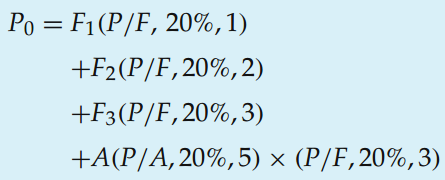 P₀ = F₁(P/F, 20%, 1)
+F₂(P/F, 20%, 2)
+F₃(P/F, 20%, 3)
+A(P/A, 20%, 5) × (P/F, 20%, 3)